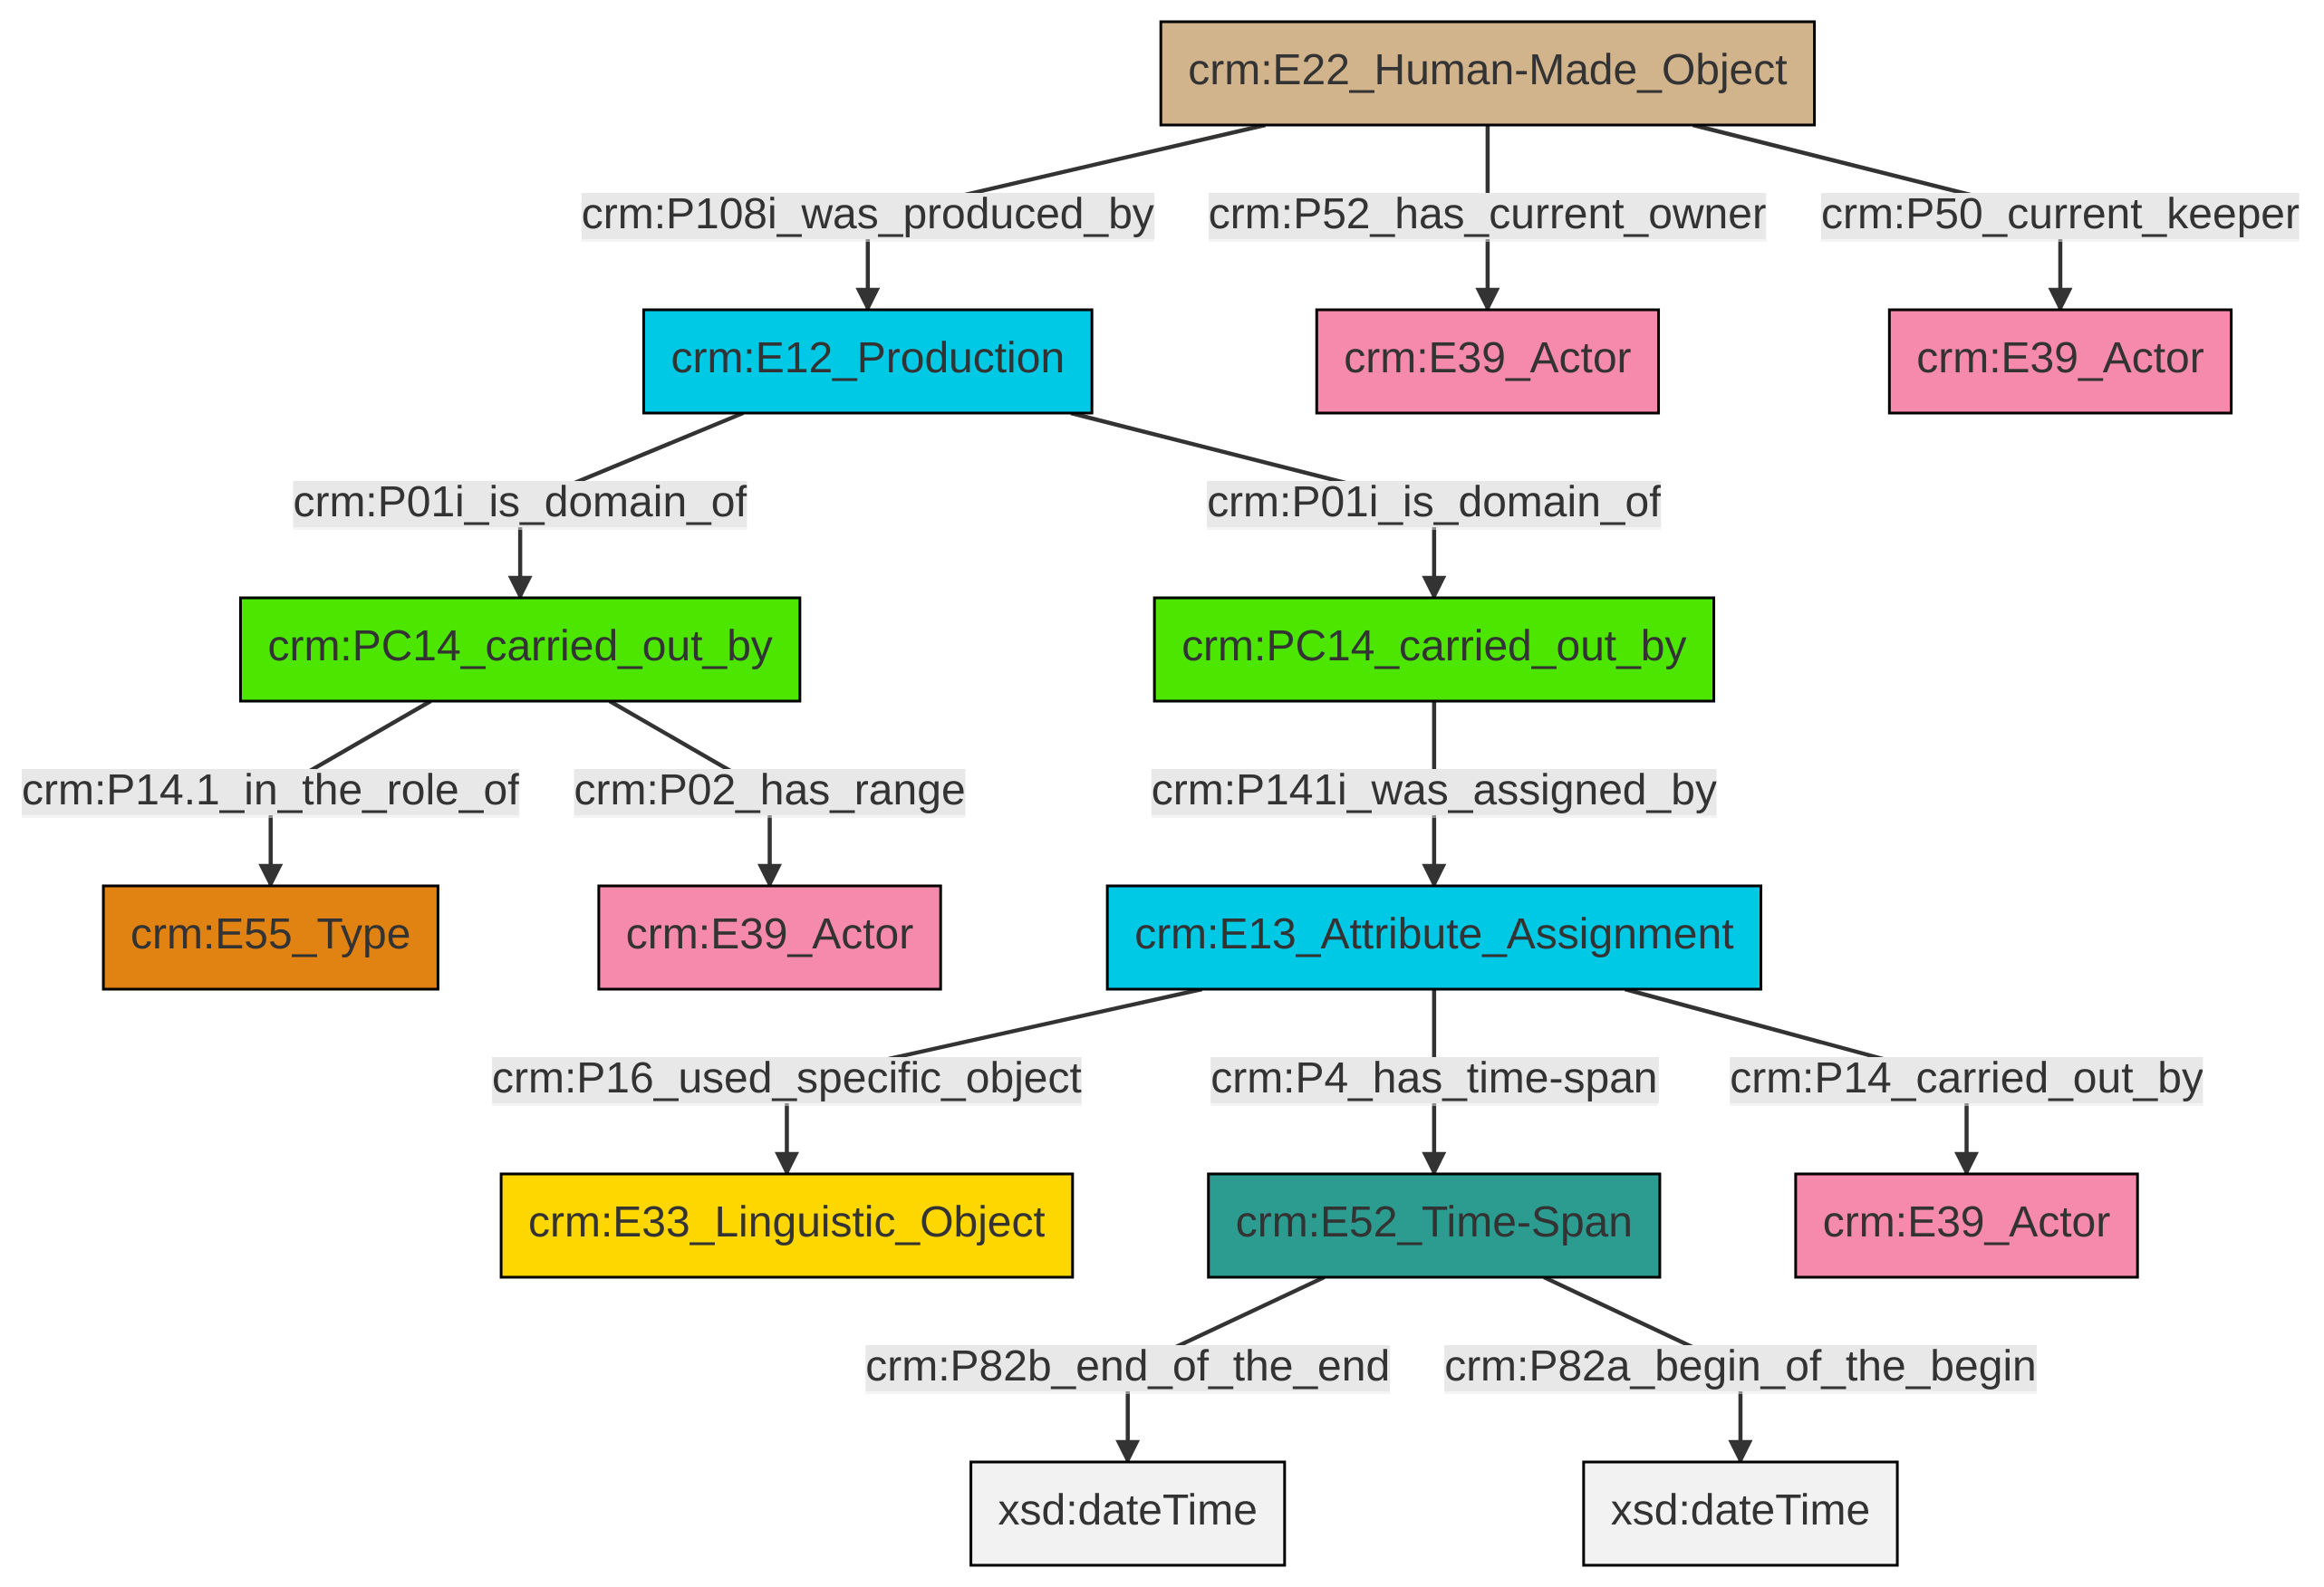 crm:E22_Human-Made_Object
crm:P108i_was_produced_by
crm:P52_has_current_owner
crm:P50_current_keeper
crm:E12_Production
crm:E39_Actor
crm:E39_Actor
crm:P01i_is_domain_of
crm:P01i_is_domain_of
crm:PC14_carried_out_by
crm:PC14_carried_out_by
crm:P14.1_in_the_role_of
crm:P02_has_range
crm:P141i_was_assigned_by
crm:E55_Type
crm:E39_Actor
crm:E13_Attribute_Assignment
crm:P16_used_specific_object
crm:P4_has_time-span
crm:P14_carried_out_by
crm:E33_Linguistic_Object
crm:E52_Time-Span
crm:E39_Actor
crm:P82b_end_of_the_end
crm:P82a_begin_of_the_begin
xsd:dateTime
xsd:dateTime